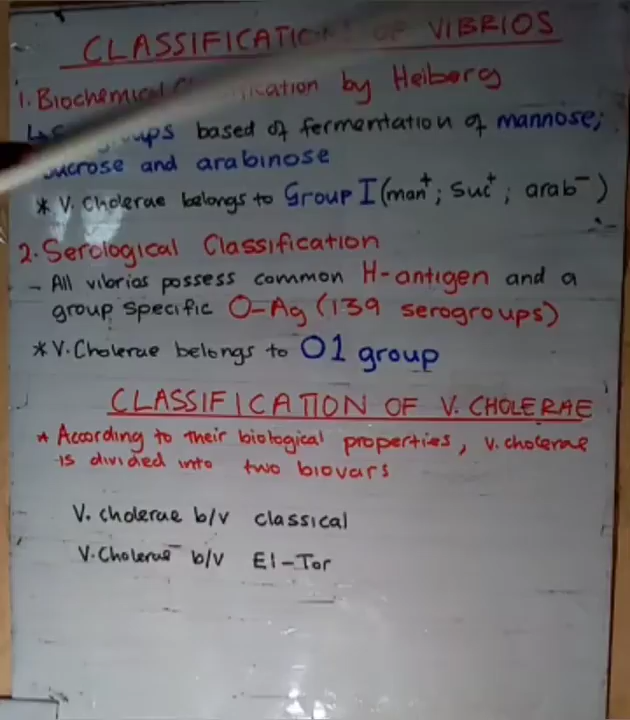 CLASSIFICATION OF VIBRIOS
1. Biochemical Classification by Heiberg
based of fermentation of mannose;
sucrose and arabinose
* V. Cholerae belongs to Group I (man⁺; Suc⁺; arab⁻)
2. Serological Classification
- All vibrios possess common H-antigen and a
group specific O-Ag (139 serogroups)
* V. Cholerae belongs to O1 group
CLASSIFICATION OF V. CHOLERAE
* According to their biological properties, v. cholerae
is divided into two biovars
V. cholerae b/v classical
V. Cholerae b/v El-Tor